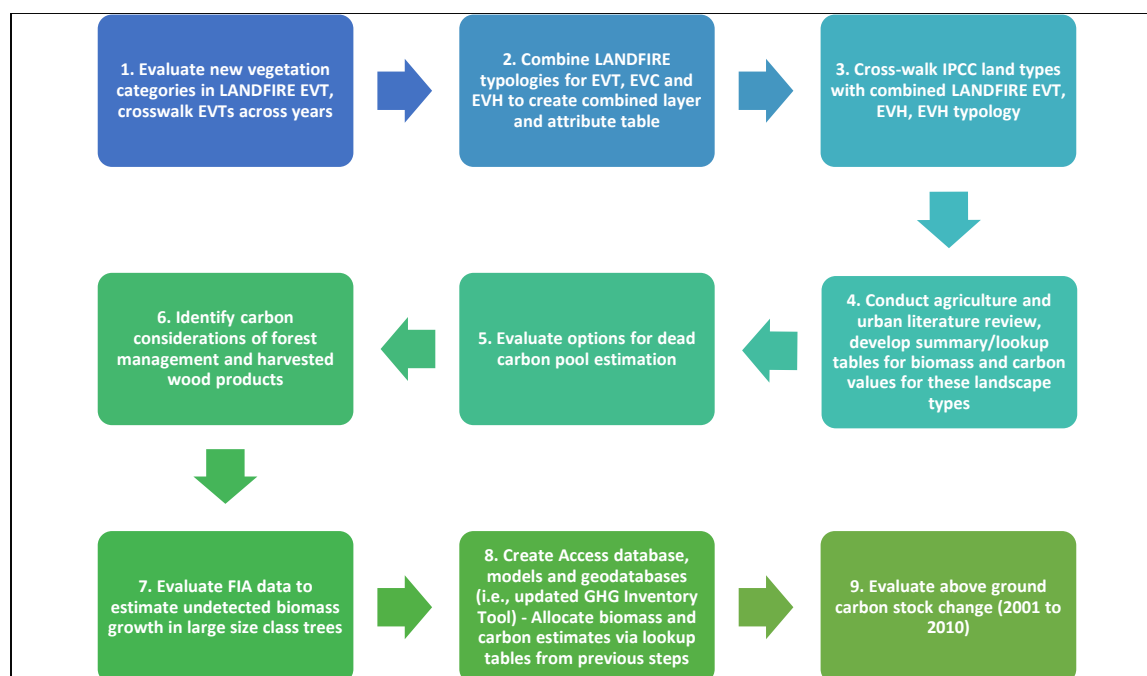 1. Evaluate new vegetation
categories in LANDFIRE EVT,
crosswalk EVTs across years
2. Combine LANDFIRE
typologies for EVT, EVC and
EVH to create combined layer
and attribute table
3. Cross-walk IPCC land types
with combined LANDFIRE EVT,
EVH, EVH typology
4. Conduct agriculture and
urban literature review,
develop summary/lookup
tables for biomass and carbon
values for these landscape
types
5. Evaluate options for dead
carbon pool estimation
6. Identify carbon
considerations of forest
management and harvested
wood products
7. Evaluate FIA data to
estimate undetected biomass
growth in large size class trees
8. Create Access database,
models and geodatabases
(i.e., updated GHG Inventory
Tool) - Allocate biomass and
carbon estimates via lookup
tables from previous steps
9. Evaluate above ground
carbon stock change (2001 to
2010)